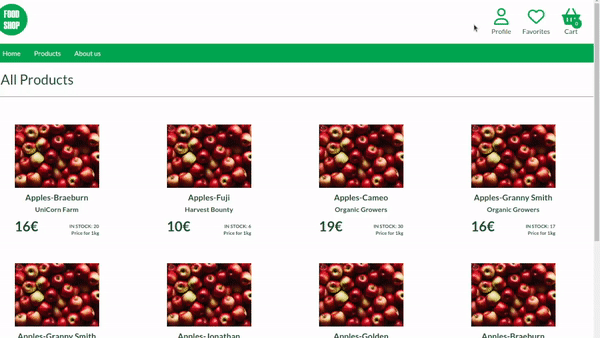 FOOD
SHOP
Profile
Favorites
Cart
0
Home
Products
About us
All Products
Apples-Braeburn
UniCorn Farm
16€
IN STOCK: 20
Price for 1kg
Apples-Fuji
Harvest Bounty
10€
IN STOCK: 6
Price for 1kg
Apples-Cameo
Organic Growers
19€
IN STOCK: 30
Price for 1kg
Apples-Granny Smith
Organic Growers
16€
IN STOCK: 17
Price for 1kg
Apples-Granny Smith
Apples-Jonathan
Apples-Golden
Apples-Braeburn